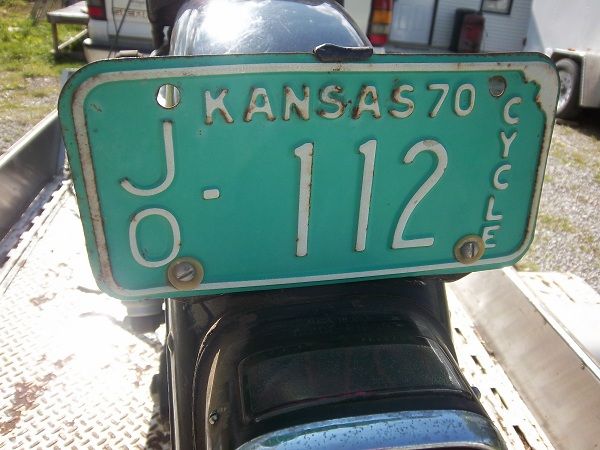 KANSAS 70
JO - 112
CYCLE